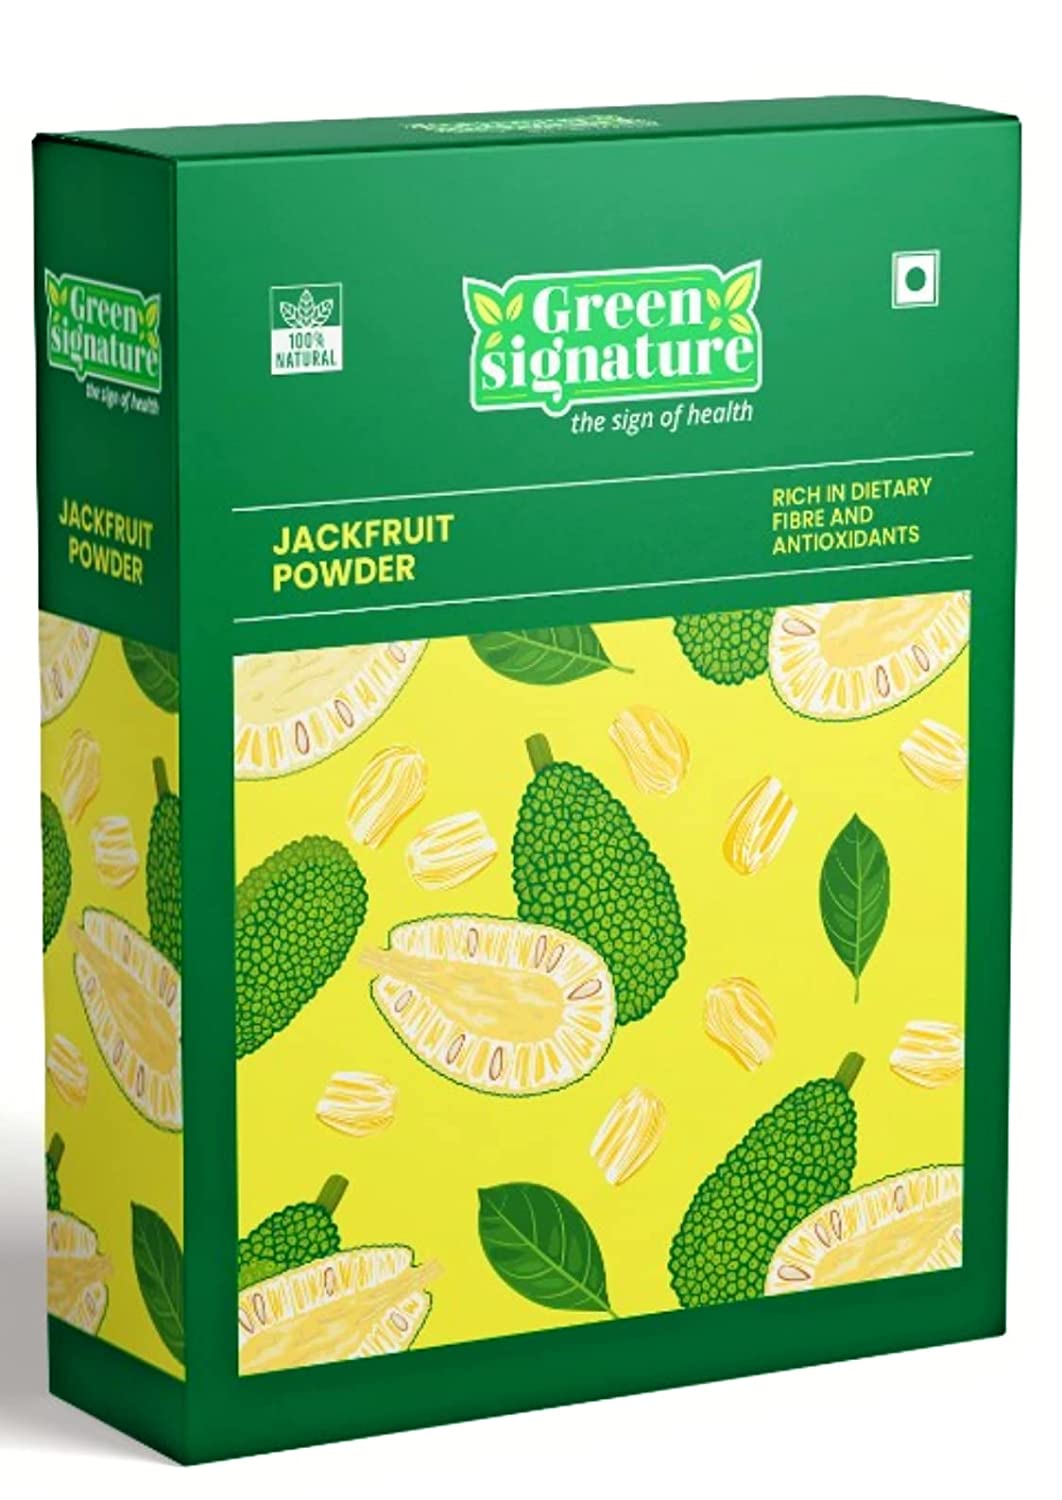 Green
signature
the sign of health
JACKFRUIT
POWDER
100%
NATURAL
Green
signature
the sign of health
JACKFRUIT
POWDER
RICH IN DIETARY
FIBRE AND
ANTIOXIDANTS